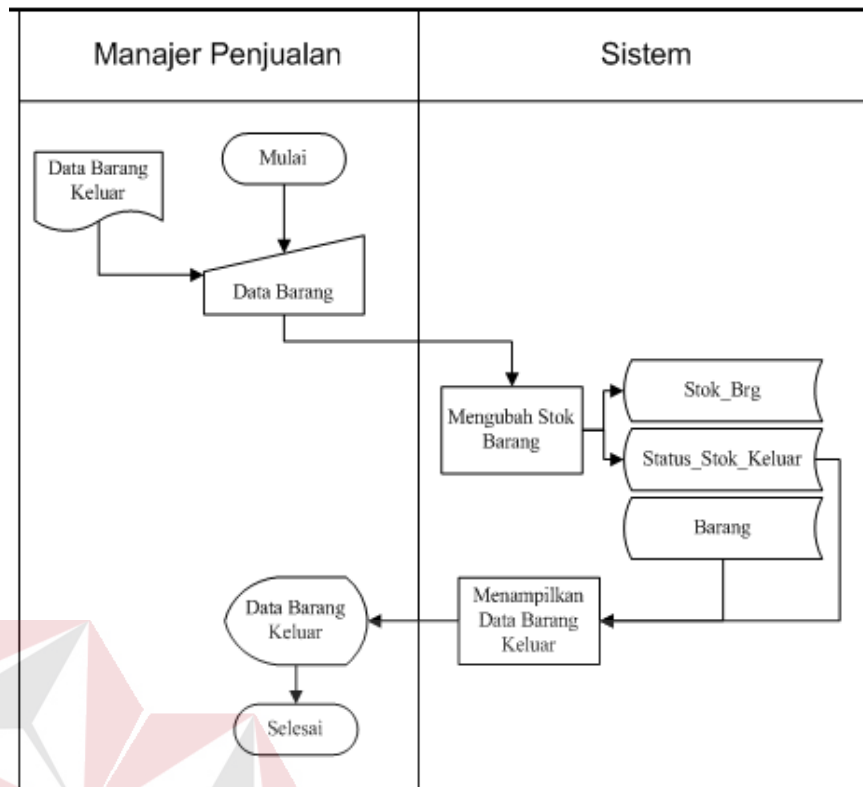 Manajer Penjualan
Sistem
Mulai
Data Barang
Keluar
Data Barang
Mengubah Stok
Barang
Stok_Brg
Status_Stok_Keluar
Barang
Menampilkan
Data Barang
Keluar
Data Barang
Keluar
Selesai